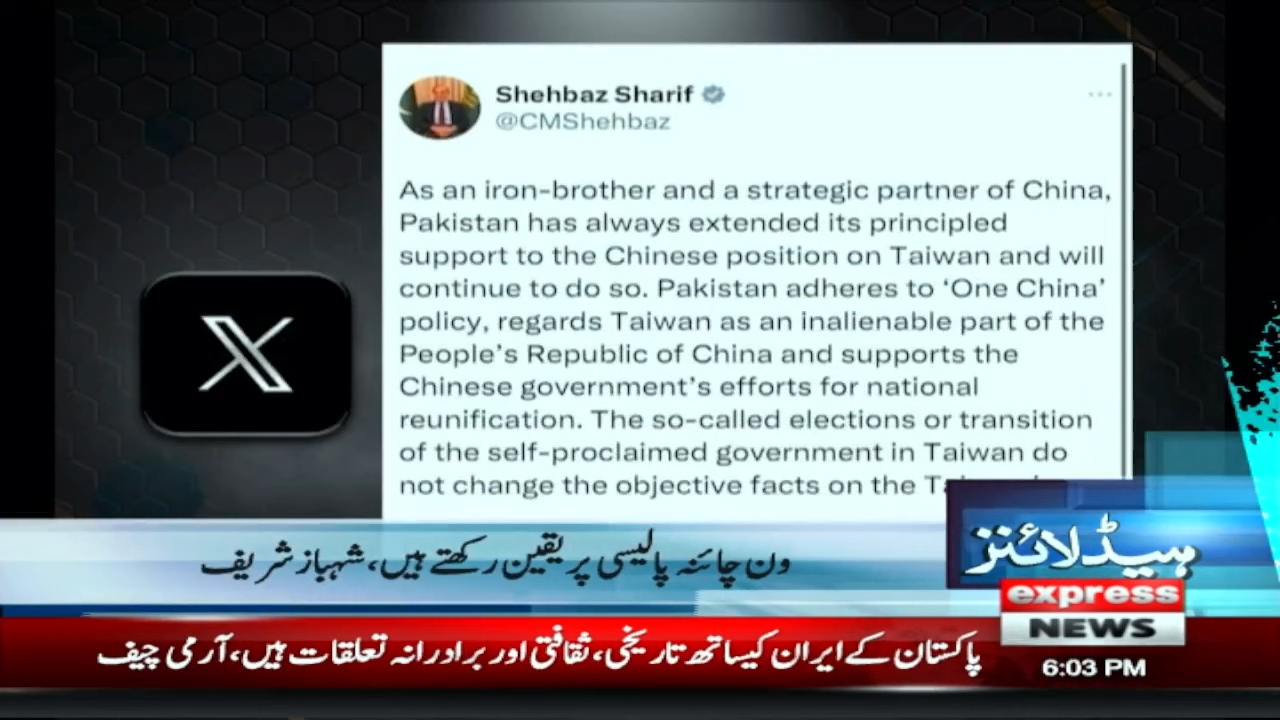 Shehbaz Sharif
@CMShehbaz
As an iron-brother and a strategic partner of China,
Pakistan has always extended its principled
support to the Chinese position on Taiwan and will
continue to do so. Pakistan adheres to ‘One China’
policy, regards Taiwan as an inalienable part of the
People’s Republic of China and supports the
Chinese government’s efforts for national
reunification. The so-called elections or transition
of the self-proclaimed government in Taiwan do
not change the objective facts on the
ون چائنہ پالیسی پر یقین رکھتے ہیں، شہباز شریف
ہیڈلائنز
express
NEWS
6:03 PM
پاکستان کے ایران کیساتھ تاریخی، ثقافتی اور برادرانہ تعلقات ہیں، آرمی چیف